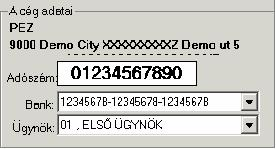 A cég adatai
PEZ
9000 Demo City XXXXXXXXZ Demo ut 5
Adószám: 01234567890
Bank: 12345678-12345678-12345678
Ügynök: 01 , ELSŐ ÜGYNÖK